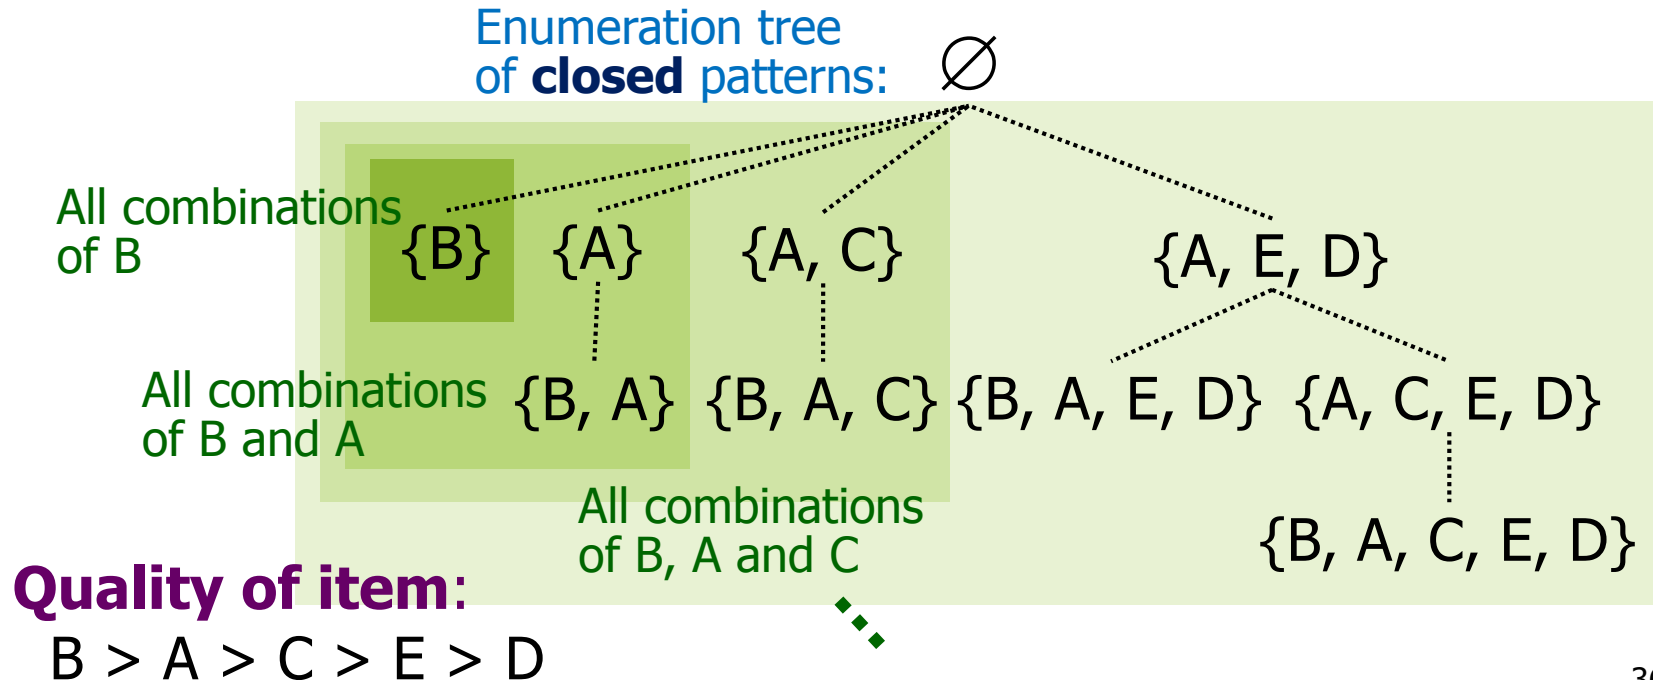 Enumeration tree
of closed patterns: ∅
All combinations
of B
{B} {A} {A, C} {A, E, D}
All combinations
of B and A
{B, A} {B, A, C} {B, A, E, D} {A, C, E, D}
All combinations
of B, A and C
{B, A, C, E, D}
Quality of item:
B > A > C > E > D